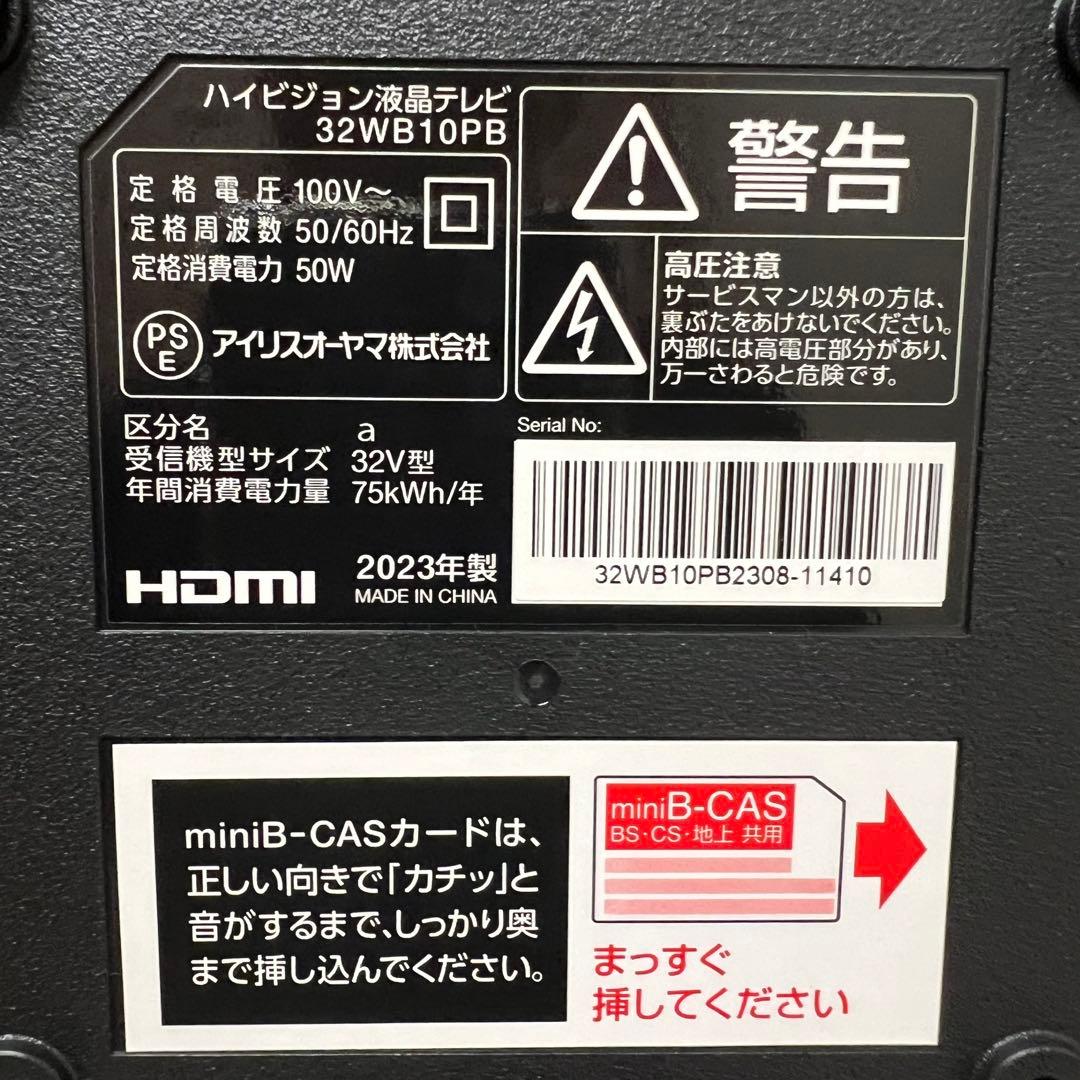 ハイビジョン液晶テレビ
32WB10PB
定格電圧 100V～
定格周波数 50/60Hz
定格消費電力 50W
PS
E
アイリスオーヤマ株式会社
警告
高圧注意
サービスマン以外の方は、
裏ぶたをあけないでください。
内部には高電圧部分があり、
万一さわると危険です。
区分名 a
受信機型サイズ 32V型
年間消費電力量 75kWh/年
HDMI
2023年製
MADE IN CHINA
Serial No:
32WB10PB2308-11410
miniB-CASカードは、
正しい向きで「カチッ」と
音がするまで、しっかり奥
まで挿し込んでください。
miniB-CAS
BS・CS・地上 共用
まっすぐ
挿してください